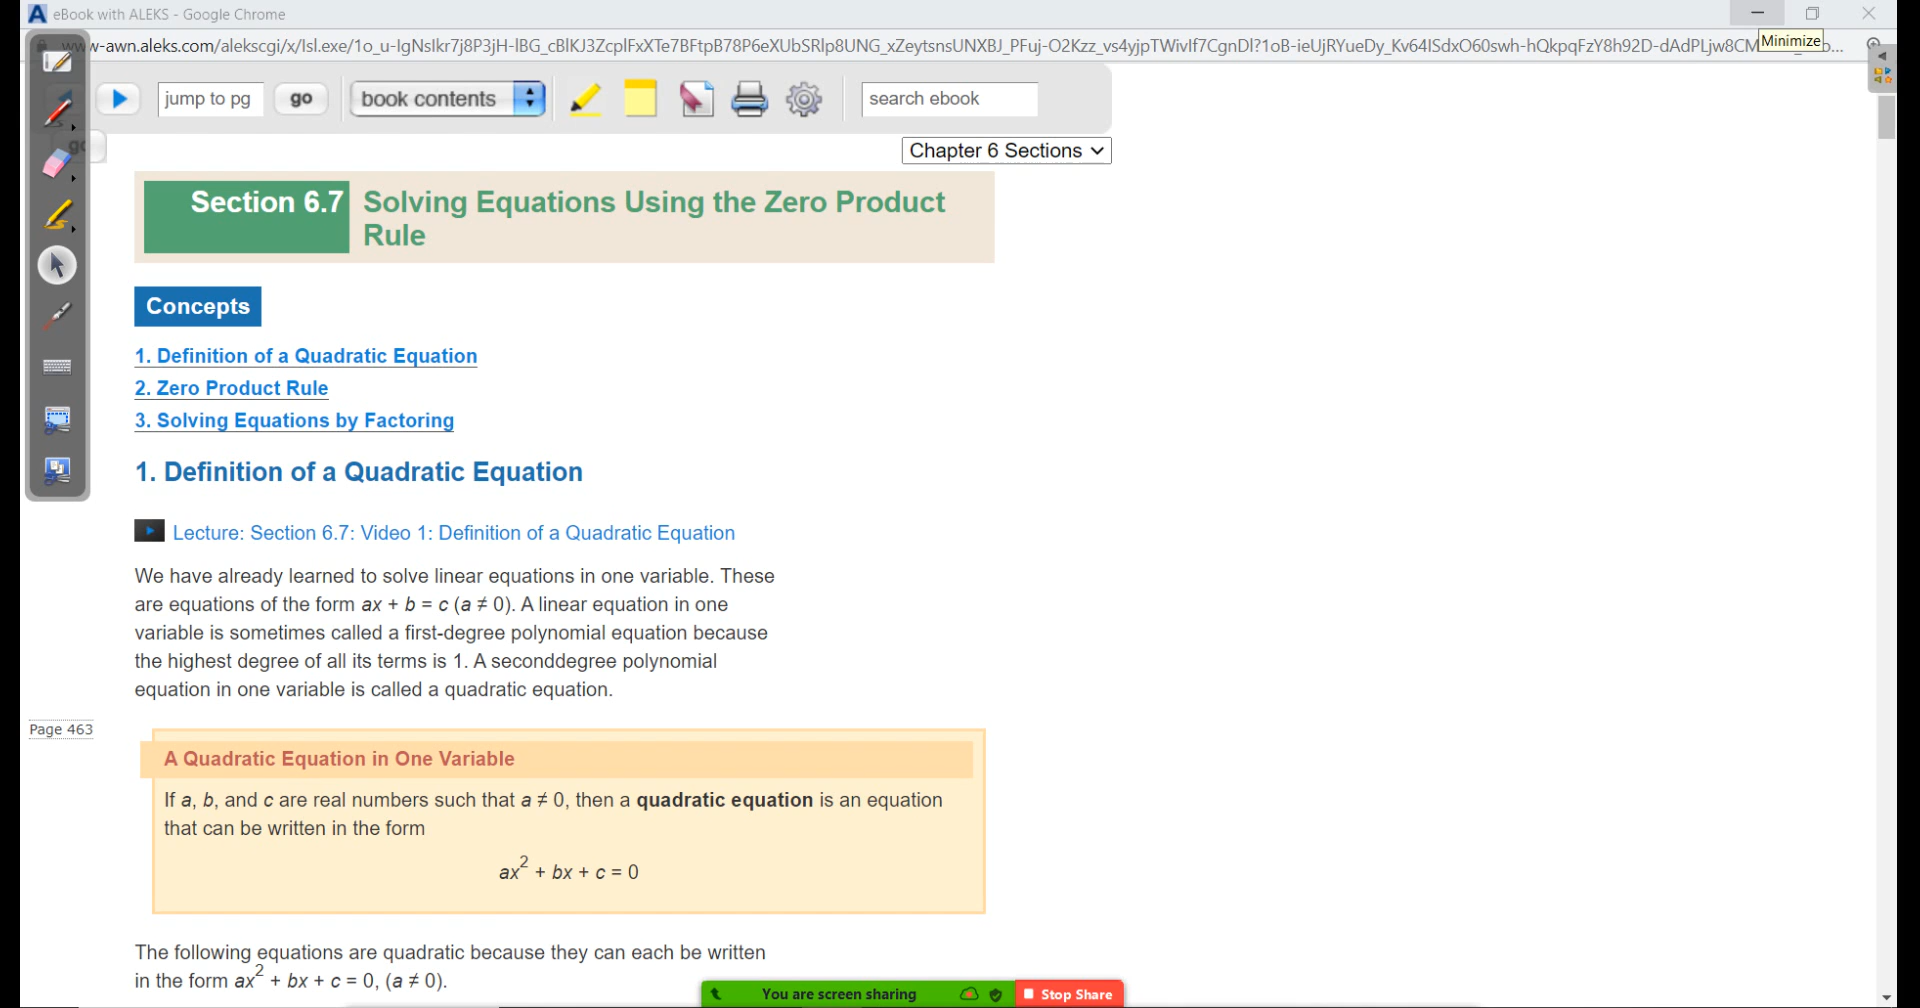 eBook with ALEKS - Google Chrome
Minimize
jump to pg
go
book contents
search ebook
go
Chapter 6 Sections
Section 6.7 Solving Equations Using the Zero Product
Rule
Concepts
1. Definition of a Quadratic Equation
2. Zero Product Rule
3. Solving Equations by Factoring
1. Definition of a Quadratic Equation
Lecture: Section 6.7: Video 1: Definition of a Quadratic Equation
We have already learned to solve linear equations in one variable. These
are equations of the form ax + b = c (a ≠ 0). A linear equation in one
variable is sometimes called a first-degree polynomial equation because
the highest degree of all its terms is 1. A seconddegree polynomial
equation in one variable is called a quadratic equation.
Page 463
A Quadratic Equation in One Variable
If a, b, and c are real numbers such that a ≠ 0, then a quadratic equation is an equation
that can be written in the form
ax² + bx + c = 0
The following equations are quadratic because they can each be written
in the form ax² + bx + c = 0, (a ≠ 0).
You are screen sharing
Stop Share